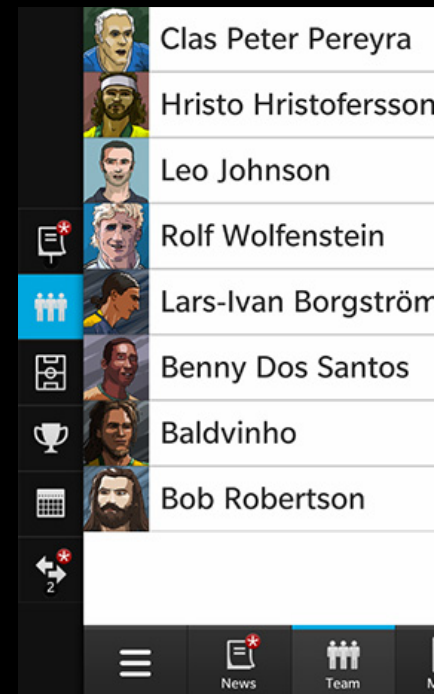 Clas Peter Pereyra
Hristo Hristofersson
Leo Johnson
Rolf Wolfenstein
Lars-Ivan Borgström
Benny Dos Santos
Baldvinho
Bob Robertson
2
News
Team